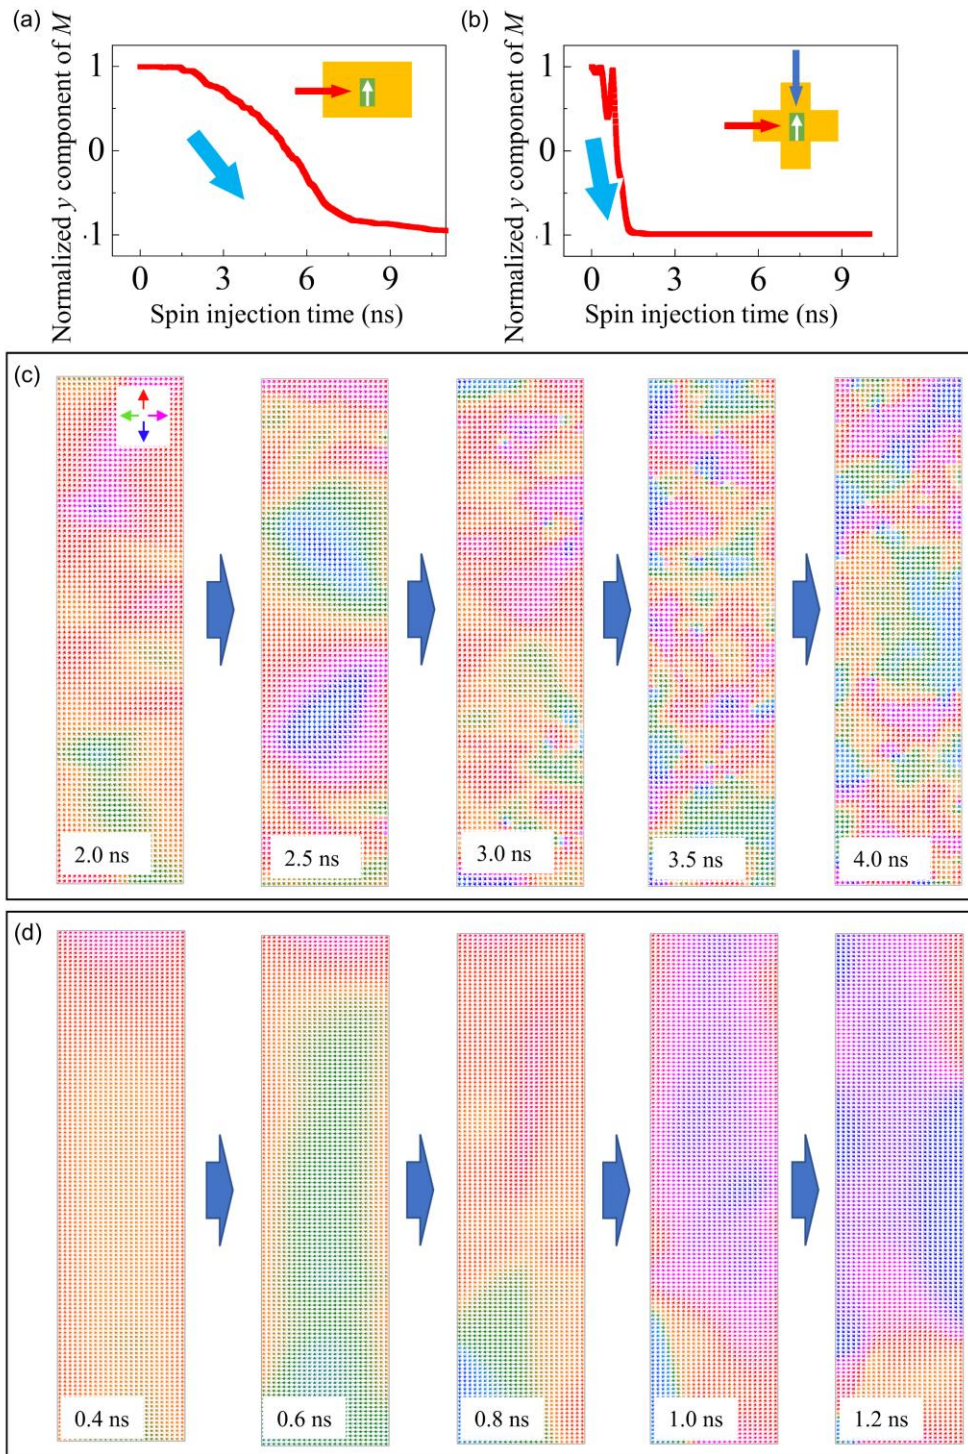 (a)
Normalized y component of M
1
0
-1
0 3 6 9
Spin injection time (ns)
(b)
Normalized y component of M
1
0
-1
0 3 6 9
Spin injection time (ns)
(c)
2.0 ns
2.5 ns
3.0 ns
3.5 ns
4.0 ns
(d)
0.4 ns
0.6 ns
0.8 ns
1.0 ns
1.2 ns